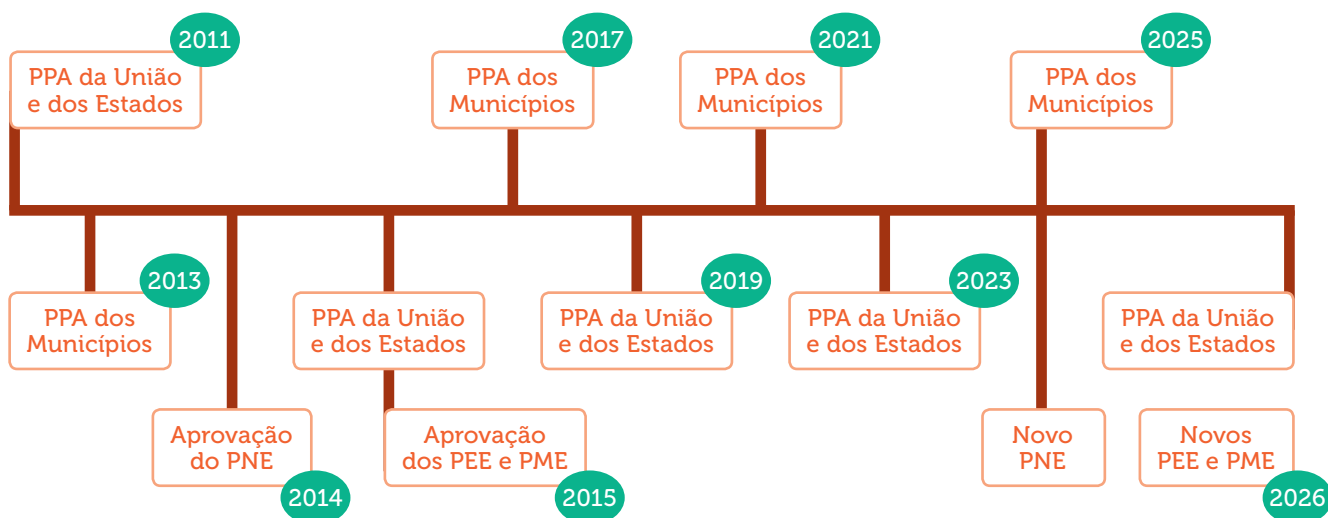 2011
PPA da União
e dos Estados
2017
PPA dos
Municípios
2021
PPA dos
Municípios
2025
PPA dos
Municípios
2013
PPA dos
Municípios
PPA da União
e dos Estados
2019
PPA da União
e dos Estados
2023
PPA da União
e dos Estados
PPA da União
e dos Estados
Aprovação
do PNE
2014
Aprovação
dos PEE e PME
2015
Novo
PNE
Novos
PEE e PME
2026